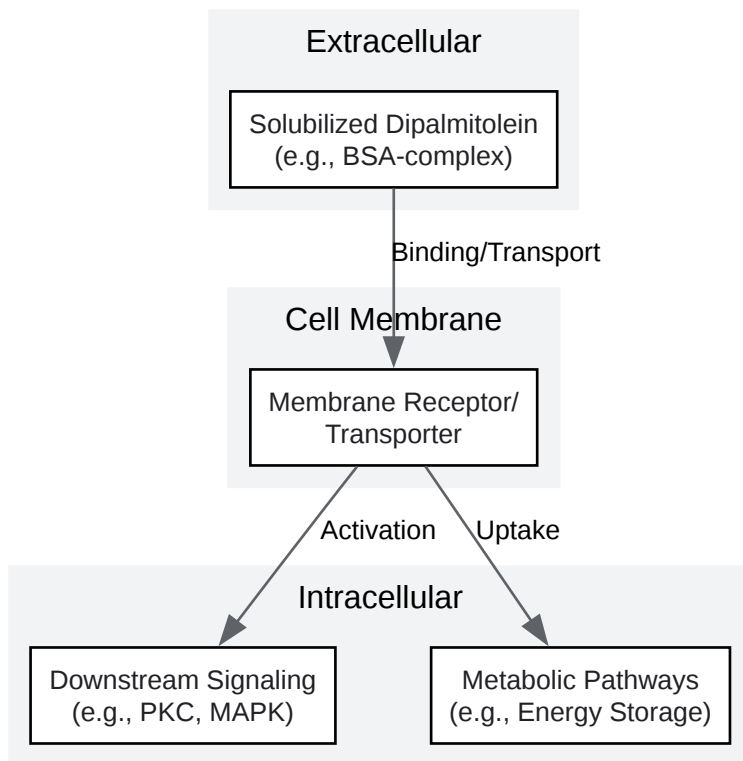 Extracellular
Solubilized Dipalmitolein
(e.g., BSA-complex)
Binding/Transport
Cell Membrane
Membrane Receptor/
Transporter
Activation
Uptake
Intracellular
Downstream Signaling
(e.g., PKC, MAPK)
Metabolic Pathways
(e.g., Energy Storage)